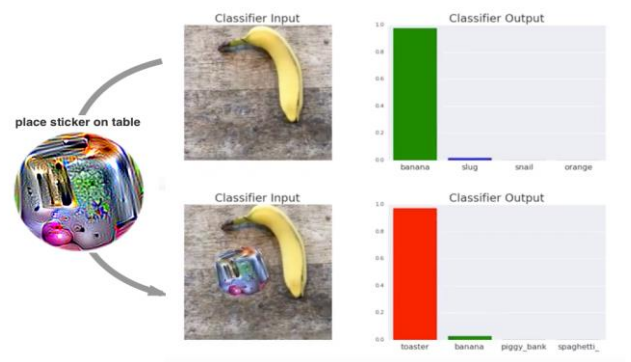 Classifier Input
Classifier Output
place sticker on table
1.0
0.8
0.6
0.4
0.2
0.0
banana slug snail orange
Classifier Input
Classifier Output
1.0
0.8
0.6
0.4
0.2
0.0
toaster banana piggy_bank spaghetti_